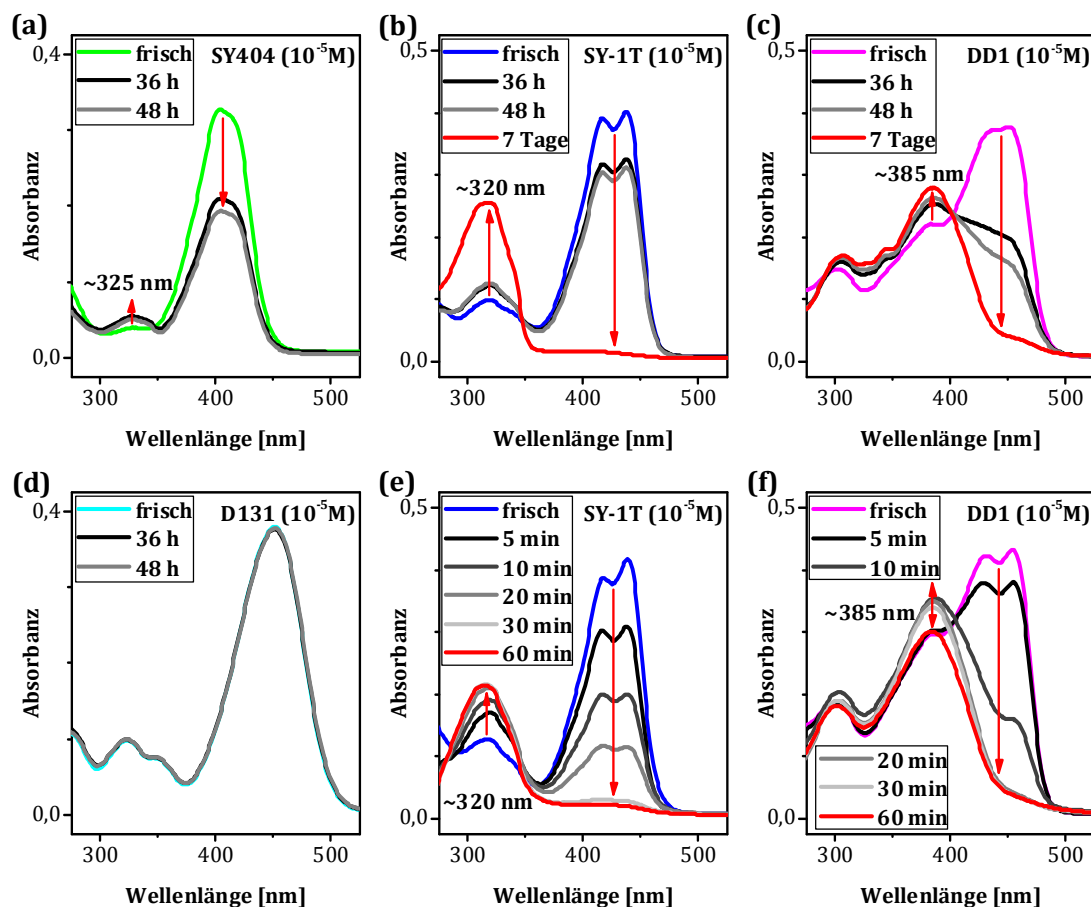 (a)
0,4
Absorbanz
0,0
frisch
36 h
48 h
SY404 (10⁻⁵M)
~325 nm
300 400 500
Wellenlänge [nm]
(b)
0,5
Absorbanz
0,0
frisch
36 h
48 h
7 Tage
SY-1T (10⁻⁵M)
~320 nm
300 400 500
Wellenlänge [nm]
(c)
0,5
Absorbanz
0,0
frisch
36 h
48 h
7 Tage
DD1 (10⁻⁵M)
~385 nm
300 400 500
Wellenlänge [nm]
(d)
0,4
Absorbanz
0,0
frisch
36 h
48 h
D131 (10⁻⁵M)
300 400 500
Wellenlänge [nm]
(e)
0,5
Absorbanz
0,0
frisch
5 min
10 min
20 min
30 min
60 min
SY-1T (10⁻⁵M)
~320 nm
300 400 500
Wellenlänge [nm]
(f)
0,5
Absorbanz
0,0
frisch
5 min
10 min
DD1 (10⁻⁵M)
~385 nm
20 min
30 min
60 min
300 400 500
Wellenlänge [nm]